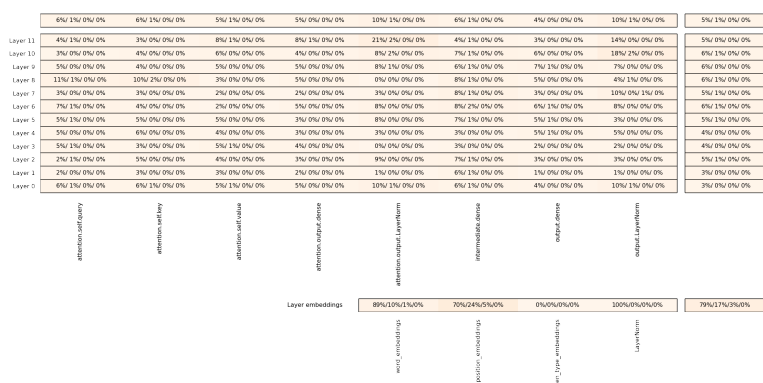 6%/ 1%/ 0%/ 0% 6%/ 1%/ 0%/ 0% 5%/ 1%/ 0%/ 0% 5%/ 0%/ 0%/ 0% 10%/ 1%/ 0%/ 0% 6%/ 1%/ 0%/ 0% 4%/ 0%/ 0%/ 0% 10%/ 1%/ 0%/ 0% 5%/ 1%/ 0%/ 0%
Layer 11 4%/ 1%/ 0%/ 0% 3%/ 0%/ 0%/ 0% 8%/ 1%/ 0%/ 0% 8%/ 1%/ 0%/ 0% 21%/ 2%/ 0%/ 0% 4%/ 1%/ 0%/ 0% 3%/ 0%/ 0%/ 0% 14%/ 0%/ 0%/ 0% 6%/ 1%/ 0%/ 0%
Layer 10 3%/ 0%/ 0%/ 0% 4%/ 0%/ 0%/ 0% 6%/ 0%/ 0%/ 0% 4%/ 0%/ 0%/ 0% 8%/ 2%/ 0%/ 0% 7%/ 1%/ 0%/ 0% 6%/ 0%/ 0%/ 0% 18%/ 2%/ 0%/ 0% 6%/ 1%/ 0%/ 0%
Layer 9 5%/ 0%/ 0%/ 0% 4%/ 0%/ 0%/ 0% 5%/ 0%/ 0%/ 0% 5%/ 0%/ 0%/ 0% 8%/ 1%/ 0%/ 0% 6%/ 1%/ 0%/ 0% 7%/ 1%/ 0%/ 0% 7%/ 0%/ 0%/ 0% 6%/ 0%/ 0%/ 0%
Layer 8 11%/ 1%/ 0%/ 0% 10%/ 2%/ 0%/ 0% 3%/ 0%/ 0%/ 0% 5%/ 0%/ 0%/ 0% 0%/ 0%/ 0%/ 0% 8%/ 1%/ 0%/ 0% 5%/ 0%/ 0%/ 0% 4%/ 1%/ 0%/ 0% 6%/ 1%/ 0%/ 0%
Layer 7 3%/ 0%/ 0%/ 0% 3%/ 0%/ 0%/ 0% 2%/ 0%/ 0%/ 0% 2%/ 0%/ 0%/ 0% 3%/ 0%/ 0%/ 0% 8%/ 1%/ 0%/ 0% 3%/ 0%/ 0%/ 0% 10%/ 0%/ 1%/ 0% 5%/ 1%/ 0%/ 0%
Layer 6 7%/ 1%/ 0%/ 0% 4%/ 0%/ 0%/ 0% 2%/ 0%/ 0%/ 0% 5%/ 0%/ 0%/ 0% 8%/ 0%/ 0%/ 0% 8%/ 2%/ 0%/ 0% 6%/ 1%/ 0%/ 0% 8%/ 0%/ 0%/ 0% 6%/ 1%/ 0%/ 0%
Layer 5 5%/ 1%/ 0%/ 0% 5%/ 0%/ 0%/ 0% 5%/ 0%/ 0%/ 0% 3%/ 0%/ 0%/ 0% 8%/ 0%/ 0%/ 0% 7%/ 1%/ 0%/ 0% 5%/ 1%/ 0%/ 0% 3%/ 0%/ 0%/ 0% 5%/ 1%/ 0%/ 0%
Layer 4 5%/ 0%/ 0%/ 0% 6%/ 0%/ 0%/ 0% 4%/ 0%/ 0%/ 0% 3%/ 0%/ 0%/ 0% 3%/ 0%/ 0%/ 0% 3%/ 0%/ 0%/ 0% 5%/ 1%/ 0%/ 0% 5%/ 0%/ 0%/ 0% 4%/ 0%/ 0%/ 0%
Layer 3 5%/ 1%/ 0%/ 0% 3%/ 0%/ 0%/ 0% 5%/ 1%/ 0%/ 0% 4%/ 0%/ 0%/ 0% 0%/ 0%/ 0%/ 0% 3%/ 0%/ 0%/ 0% 2%/ 0%/ 0%/ 0% 2%/ 0%/ 0%/ 0% 4%/ 0%/ 0%/ 0%
Layer 2 2%/ 1%/ 0%/ 0% 5%/ 0%/ 0%/ 0% 4%/ 0%/ 0%/ 0% 3%/ 0%/ 0%/ 0% 9%/ 0%/ 0%/ 0% 7%/ 1%/ 0%/ 0% 3%/ 0%/ 0%/ 0% 3%/ 0%/ 0%/ 0% 5%/ 1%/ 0%/ 0%
Layer 1 2%/ 0%/ 0%/ 0% 3%/ 0%/ 0%/ 0% 3%/ 0%/ 0%/ 0% 2%/ 0%/ 0%/ 0% 1%/ 0%/ 0%/ 0% 6%/ 1%/ 0%/ 0% 1%/ 0%/ 0%/ 0% 1%/ 0%/ 0%/ 0% 3%/ 0%/ 0%/ 0%
Layer 0 6%/ 1%/ 0%/ 0% 6%/ 1%/ 0%/ 0% 5%/ 1%/ 0%/ 0% 5%/ 0%/ 0%/ 0% 10%/ 1%/ 0%/ 0% 6%/ 1%/ 0%/ 0% 4%/ 0%/ 0%/ 0% 10%/ 1%/ 0%/ 0% 3%/ 0%/ 0%/ 0%
attention.self.query
attention.self.key
attention.self.value
attention.output.dense
attention.output.LayerNorm
intermediate.dense
output.dense
output.LayerNorm
Layer embeddings 89%/10%/1%/0% 70%/24%/5%/0% 0%/0%/0%/0% 100%/0%/0%/0% 79%/17%/3%/0%
word_embeddings
position_embeddings
en_type_embeddings
LayerNorm